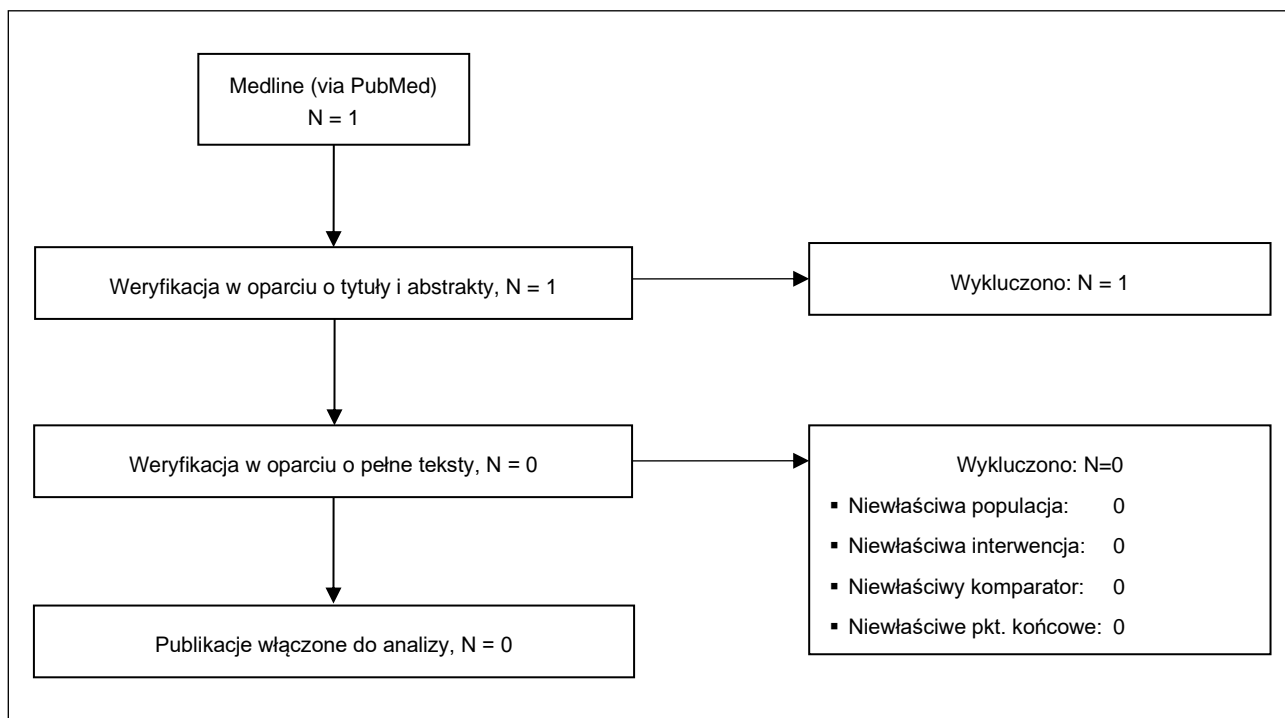 Medline (via PubMed)
N = 1
Weryfikacja w oparciu o tytuły i abstrakty, N = 1
Wykluczono: N = 1
Weryfikacja w oparciu o pełne teksty, N = 0
Wykluczono: N=0
▪ Niewłaściwa populacja: 0
▪ Niewłaściwa interwencja: 0
▪ Niewłaściwy komparator: 0
▪ Niewłaściwe pkt. końcowe: 0
Publikacje włączone do analizy, N = 0